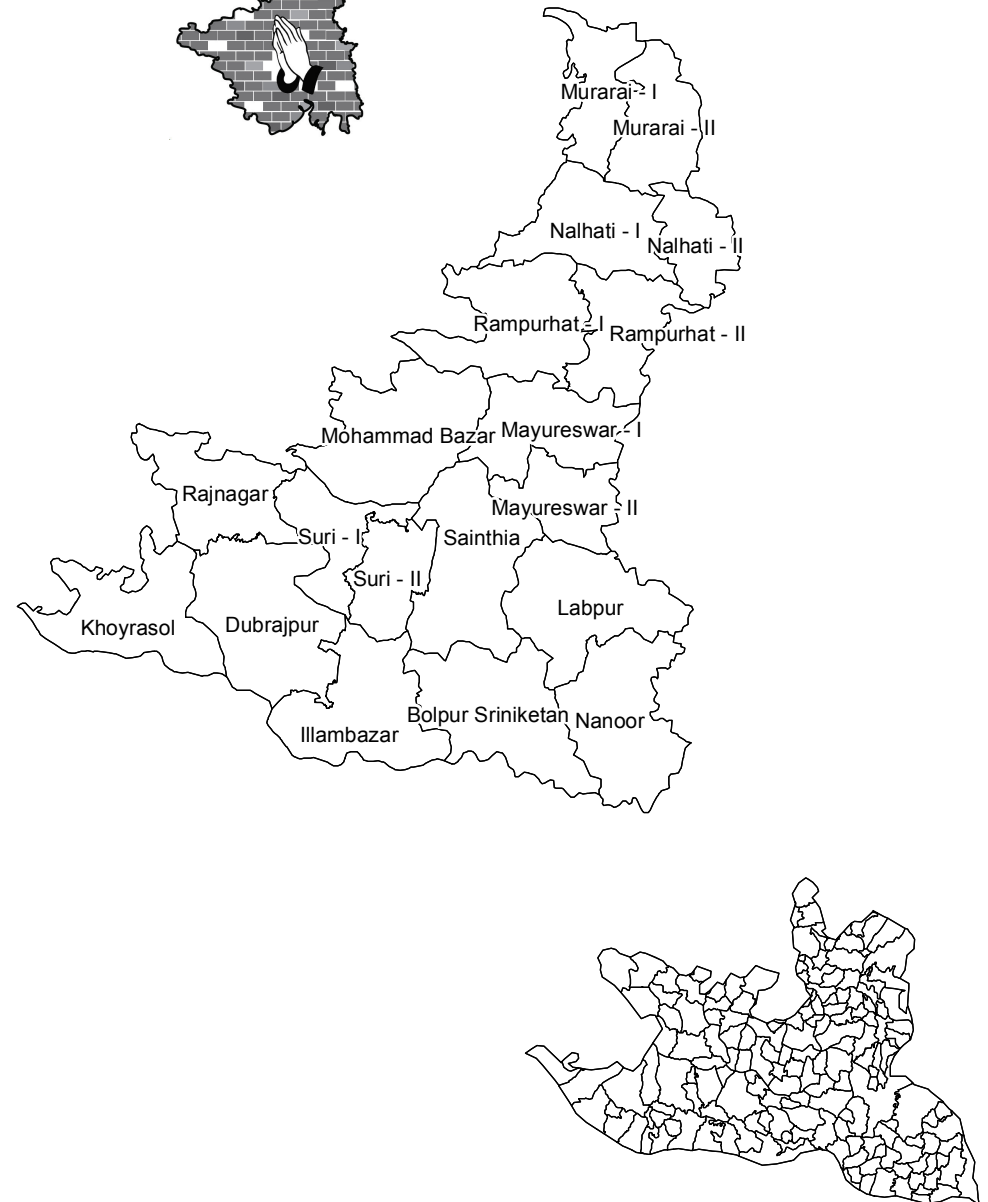 Murarai - I
Murarai - II
Nalhati - I
Nalhati - II
Rampurhat - I
Rampurhat - II
Mohammad Bazar
Mayureswar - I
Rajnagar
Mayureswar - II
Suri - I
Sainthia
Suri - II
Labpur
Khoyrasol
Dubrajpur
Bolpur Sriniketan
Nanoor
Illambazar